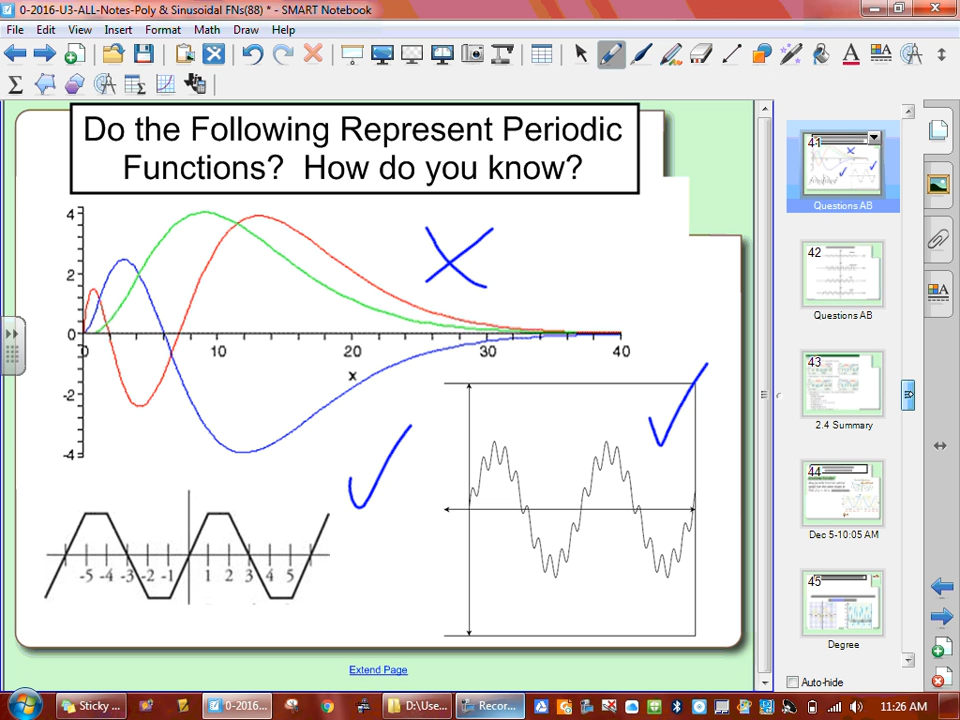 0-2016-U3-ALL-Notes-Poly & Sinusoidal FNs(88) * - SMART Notebook
File Edit View Insert Format Math Draw Help
Do the Following Represent Periodic
Functions? How do you know?
4
2
0
-2
-4
0 10 20 30 40
x
-5 -4 -3 -2 -1 1 2 3 4 5
Extend Page
41
Questions AB
42
Questions AB
43
2.4 Summary
44
Dec 5-10:05 AM
45
Degree
Auto-hide
Sticky ... 0-2016... D:\Use... Recor... 11:26 AM